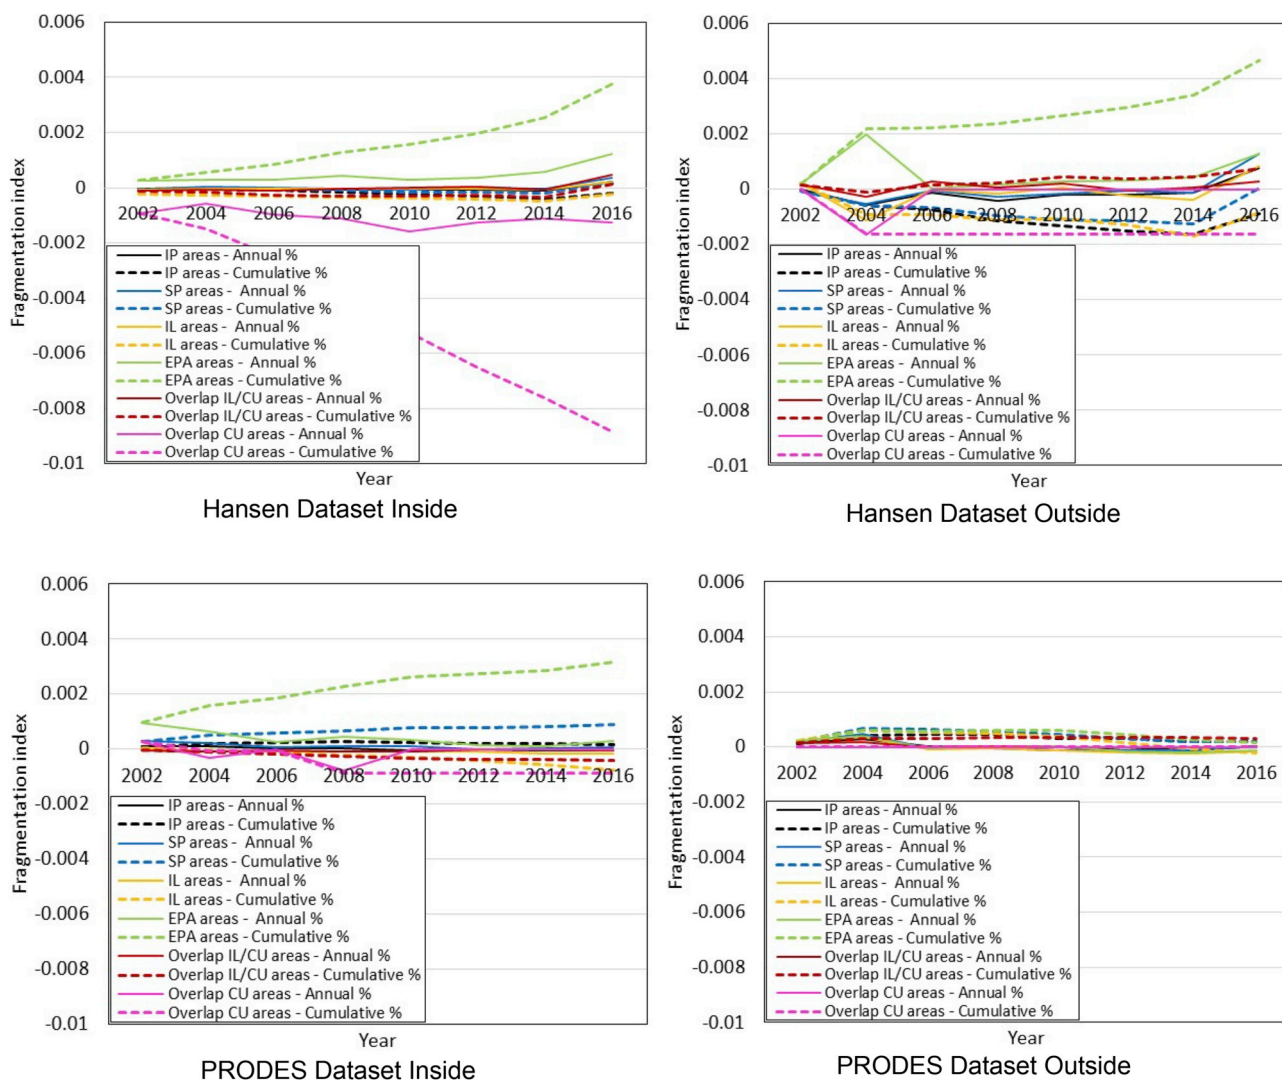 0.006
0.004
0.002
0
-0.002
-0.004
-0.006
-0.008
-0.01
Fragmentation index
2002 2004 2006 2008 2010 2012 2014 2016
IP areas - Annual %
IP areas - Cumulative %
SP areas - Annual %
SP areas - Cumulative %
IL areas - Annual %
IL areas - Cumulative %
EPA areas - Annual %
EPA areas - Cumulative %
Overlap IL/CU areas - Annual %
Overlap IL/CU areas - Cumulative %
Overlap CU areas - Annual %
Overlap CU areas - Cumulative %
Year
Hansen Dataset Inside
0.006
0.004
0.002
0
-0.002
-0.004
-0.006
-0.008
-0.01
Fragmentation index
2002 2004 2006 2008 2010 2012 2014 2016
IP areas - Annual %
IP areas - Cumulative %
SP areas - Annual %
SP areas - Cumulative %
IL areas - Annual %
IL areas - Cumulative %
EPA areas - Annual %
EPA areas - Cumulative %
Overlap IL/CU areas - Annual %
Overlap IL/CU areas - Cumulative %
Overlap CU areas - Annual %
Overlap CU areas - Cumulative %
Year
Hansen Dataset Outside
0.006
0.004
0.002
0
-0.002
-0.004
-0.006
-0.008
-0.01
Fragmentation index
2002 2004 2006 2008 2010 2012 2014 2016
IP areas - Annual %
IP areas - Cumulative %
SP areas - Annual %
SP areas - Cumulative %
IL areas - Annual %
IL areas - Cumulative %
EPA areas - Annual %
EPA areas - Cumulative %
Overlap IL/CU areas - Annual %
Overlap IL/CU areas - Cumulative %
Overlap CU areas - Annual %
Overlap CU areas - Cumulative %
Year
PRODES Dataset Inside
0.006
0.004
0.002
0
-0.002
-0.004
-0.006
-0.008
-0.01
Fragmentation index
2002 2004 2006 2008 2010 2012 2014 2016
IP areas - Annual %
IP areas - Cumulative %
SP areas - Annual %
SP areas - Cumulative %
IL areas - Annual %
IL areas - Cumulative %
EPA areas - Annual %
EPA areas - Cumulative %
Overlap IL/CU areas - Annual %
Overlap IL/CU areas - Cumulative %
Overlap CU areas - Annual %
Overlap CU areas - Cumulative %
Year
PRODES Dataset Outside